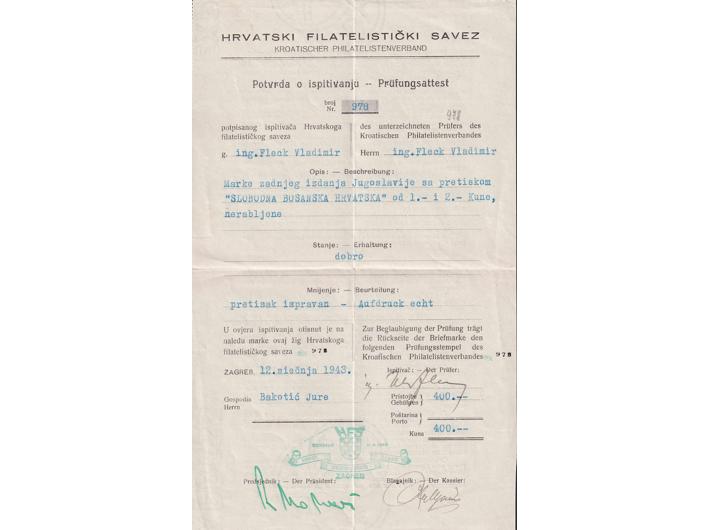 HRVATSKI FILATELISTIČKI SAVEZ
KROATISCHER PHILATELISTENVERBAND
Potvrda o ispitivanju -- Prüfungsattest
broj
Nr. 978
978
potpisanog ispitivača Hrvatskoga
filatelističkog saveza
g. ing.Fleck Vladimir
des unterzeichneten Prüfers des
Kroatischen Philatelistenverbandes
Herrn ing.Fleck Vladimir
Opis: — Beschreibung:
Marke zadnjeg izdanja Jugoslavije sa pretiskom
"SLOBODNA BOSANSKA HRVATSKA" od 1.- i 2.- Kune,
nerabljene
Stanje: — Erhaltung:
dobro
Mnijenje: — Beurteilung:
pretisak ispravan - Aufdruck echt
U ovjeru ispitivanja otisnut je na
naleđu marke ovaj žig Hrvatskoga
filatelističkog saveza 978
Zur Beglaubigung der Prüfung trägt
die Rückseite der Briefmarke den
folgenden Prüfungsstempel des
Kroatischen Philatelistenverbandes 978
ZAGREB, 12.siečnja 1943.
Gospodin
Herrn Bakotić Jure
Ispitivač: — Der Prüfer:
Pristojbe
Gebühren 400.--
Poštarina
Porto
Kuna 400.--
HFS
ZAGREB
Predsjednik: — Der Präsident:
Blagajnik: — Der Kassier: